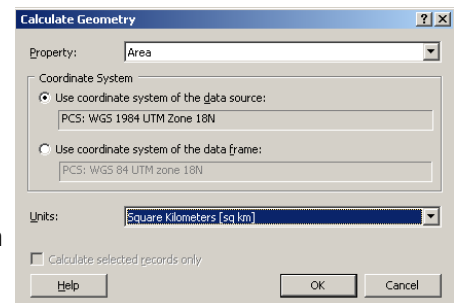 Calculate Geometry
Property: Area
Coordinate System
Use coordinate system of the data source:
PCS: WGS 1984 UTM Zone 18N
Use coordinate system of the data frame:
PCS: WGS 84 UTM zone 18N
Units: Square Kilometers [sq km]
Calculate selected records only
Help OK Cancel